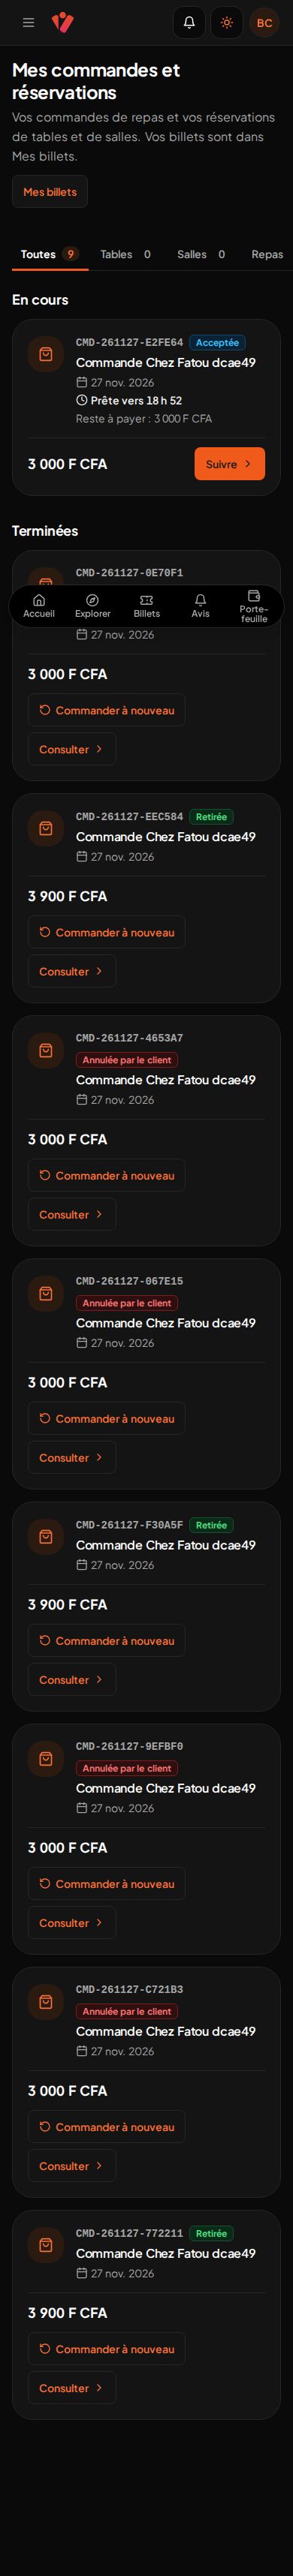 BC
Mes commandes et
réservations
Vos commandes de repas et vos réservations
de tables et de salles. Vos billets sont dans
Mes billets.
Mes billets
Toutes 9 Tables 0 Salles 0 Repas
En cours
CMD-261127-E2FE64 Acceptée
Commande Chez Fatou dcae49
27 nov. 2026
Prête vers 18 h 52
Reste à payer : 3 000 F CFA
3 000 F CFA Suivre
Terminées
CMD-261127-0E70F1
Accueil Explorer Billets Avis Porte-
feuille
27 nov. 2026
3 000 F CFA
Commander à nouveau
Consulter
CMD-261127-EEC584 Retirée
Commande Chez Fatou dcae49
27 nov. 2026
3 900 F CFA
Commander à nouveau
Consulter
CMD-261127-4653A7
Annulée par le client
Commande Chez Fatou dcae49
27 nov. 2026
3 000 F CFA
Commander à nouveau
Consulter
CMD-261127-067E15
Annulée par le client
Commande Chez Fatou dcae49
27 nov. 2026
3 000 F CFA
Commander à nouveau
Consulter
CMD-261127-F30A5F Retirée
Commande Chez Fatou dcae49
27 nov. 2026
3 900 F CFA
Commander à nouveau
Consulter
CMD-261127-9EFBF0
Annulée par le client
Commande Chez Fatou dcae49
27 nov. 2026
3 000 F CFA
Commander à nouveau
Consulter
CMD-261127-C721B3
Annulée par le client
Commande Chez Fatou dcae49
27 nov. 2026
3 000 F CFA
Commander à nouveau
Consulter
CMD-261127-772211 Retirée
Commande Chez Fatou dcae49
27 nov. 2026
3 900 F CFA
Commander à nouveau
Consulter